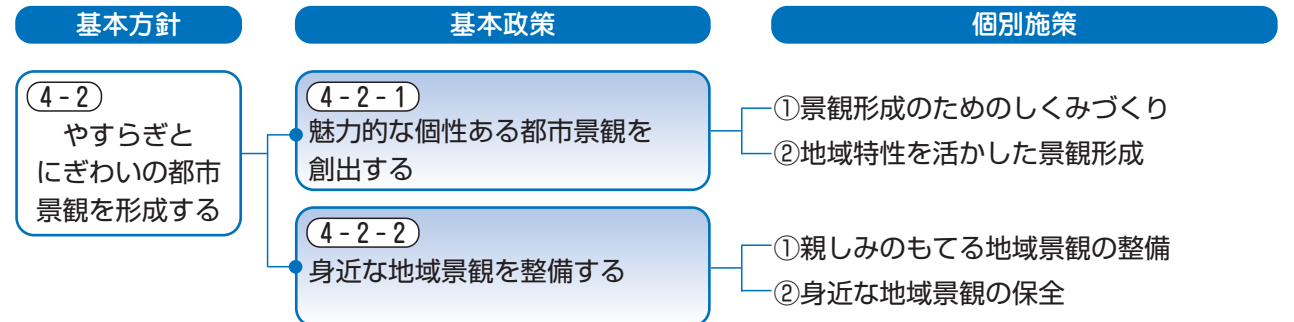 基本方針
基本政策
個別施策
4-2
やすらぎと
にぎわいの都市
景観を形成する
4-2-1
魅力的な個性ある都市景観を
創出する
①景観形成のためのしくみづくり
②地域特性を活かした景観形成
4-2-2
身近な地域景観を整備する
①親しみのもてる地域景観の整備
②身近な地域景観の保全